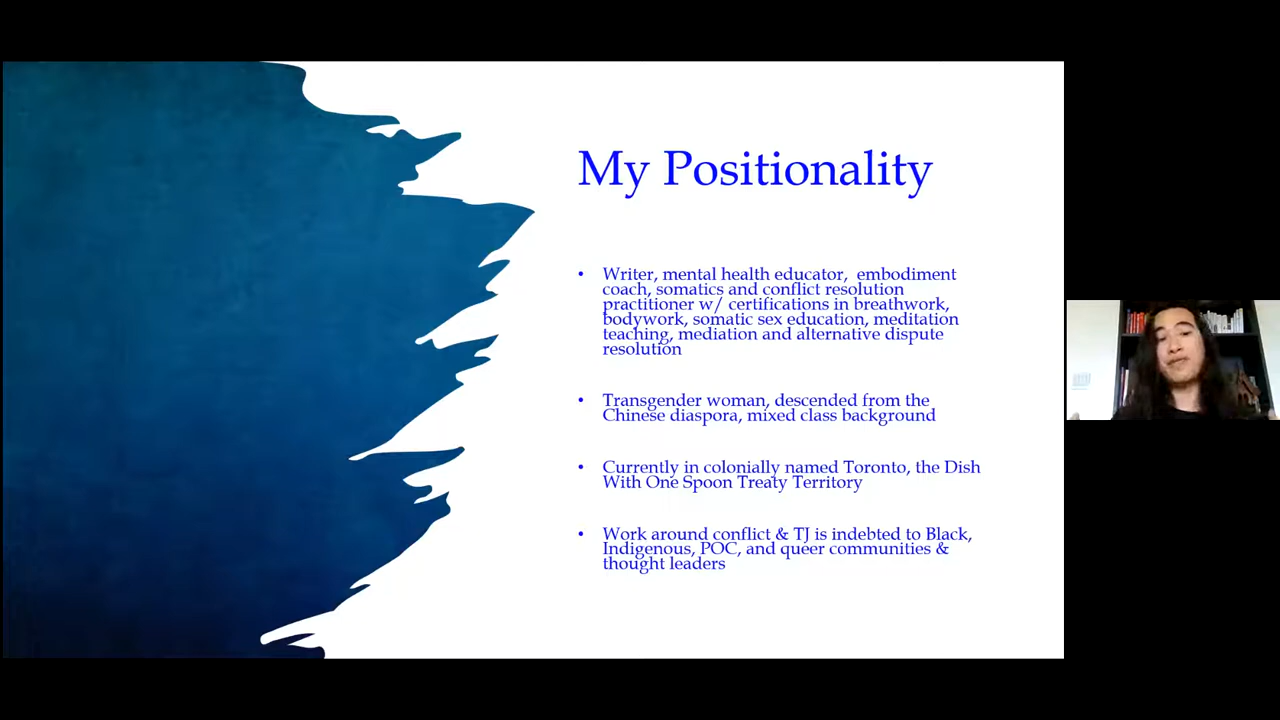 My Positionality
• Writer, mental health educator,  embodiment
coach, somatics and conflict resolution
practitioner w/ certifications in breathwork,
bodywork, somatic sex education, meditation
teaching, mediation and alternative dispute
resolution
• Transgender woman, descended from the
Chinese diaspora, mixed class background
• Currently in colonially named Toronto, the Dish
With One Spoon Treaty Territory
• Work around conflict & TJ is indebted to Black,
Indigenous, POC, and queer communities &
thought leaders